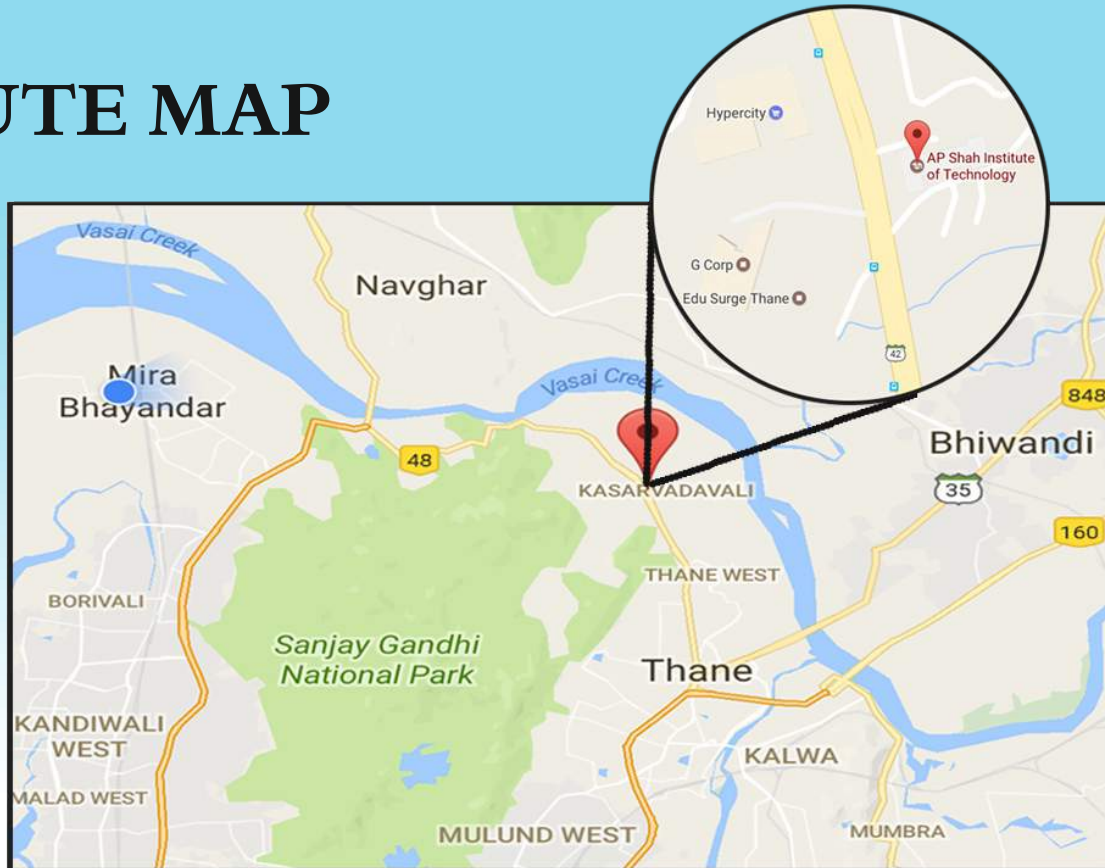 UTE MAP
Hypercity
AP Shah Institute
of Technology
G Corp
Edu Surge Thane
42
Vasai Creek
Navghar
Mira
Bhayandar
Vasai Creek
848
Bhiwandi
48
KASARVADAVALI
35
160
THANE WEST
BORIVALI
Sanjay Gandhi
National Park
Thane
KANDIWALI
WEST
KALWA
MALAD WEST
MULUND WEST
MUMBRA